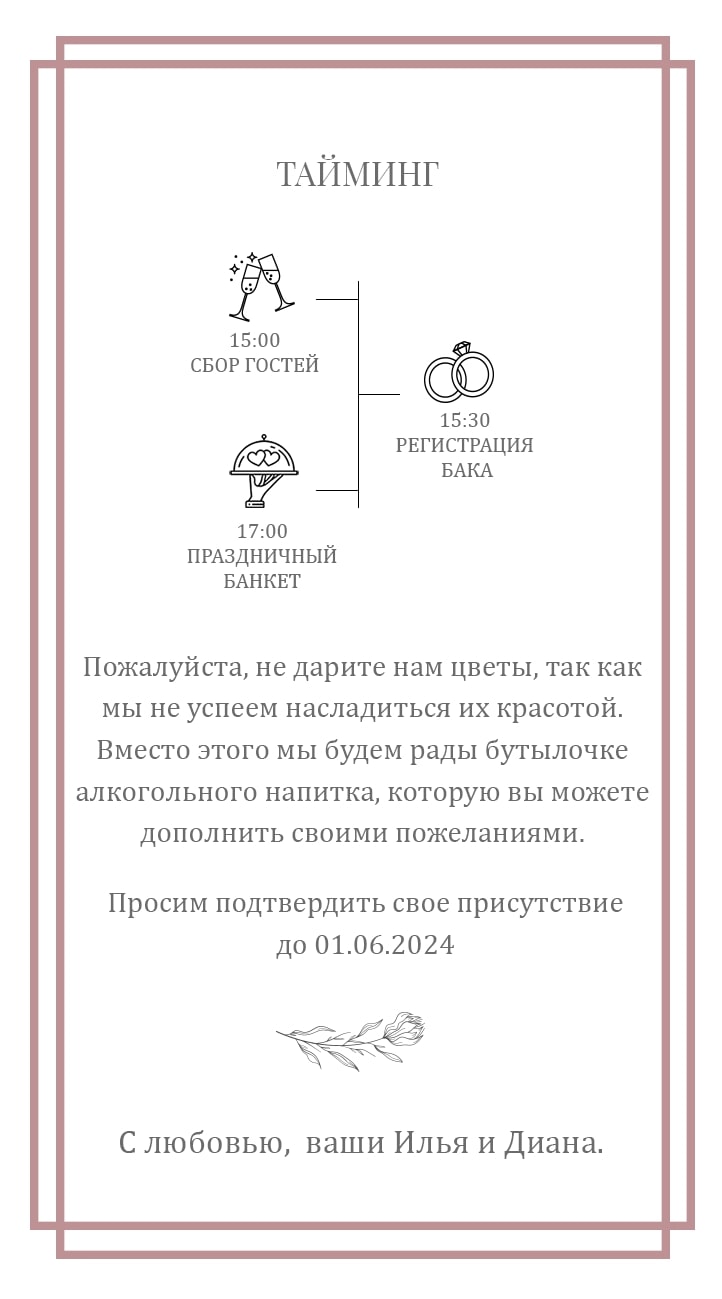 ТАЙМИНГ
15:00
СБОР ГОСТЕЙ
15:30
РЕГИСТРАЦИЯ
БАКА
17:00
ПРАЗДНИЧНЫЙ
БАНКЕТ
Пожалуйста, не дарите нам цветы, так как
мы не успеем насладиться их красотой.
Вместо этого мы будем рады бутылочке
алкогольного напитка, которую вы можете
дополнить своими пожеланиями.
Просим подтвердить свое присутствие
до 01.06.2024
С любовью, ваши Илья и Диана.